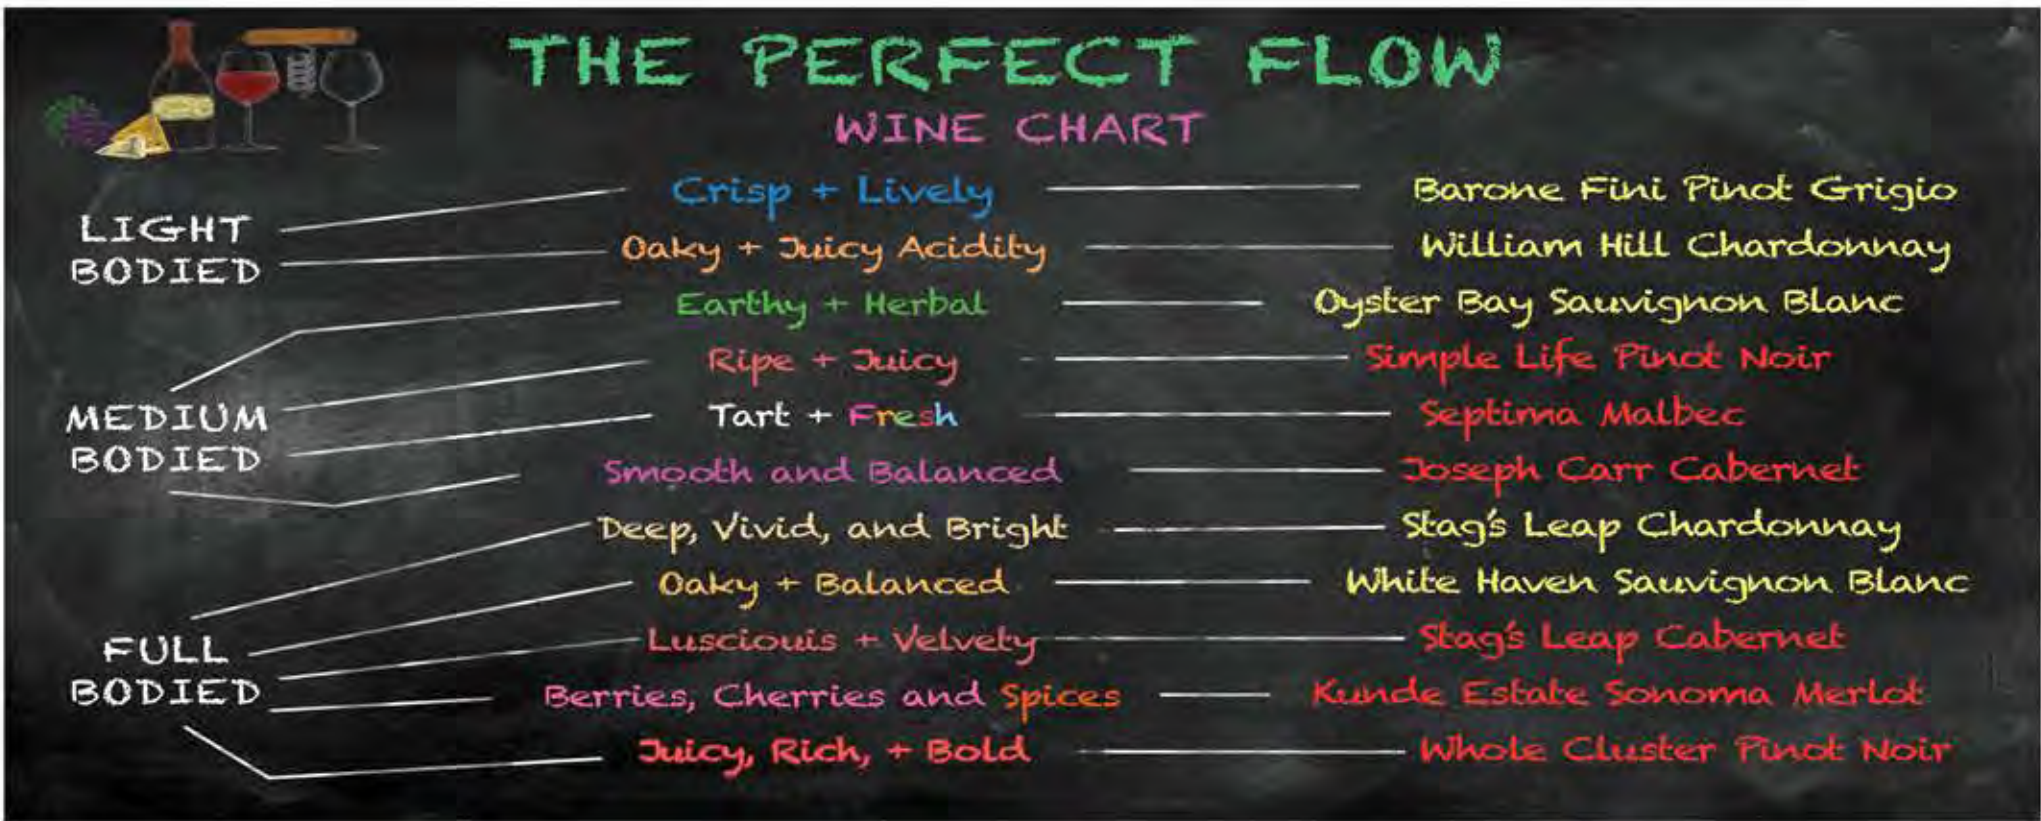 THE PERFECT FLOW
WINE CHART
LIGHT
BODIED
Crisp + Lively
Barone Fini Pinot Grigio
Oaky + Juicy Acidity
William Hill Chardonnay
MEDIUM
BODIED
Earthy + Herbal
Oyster Bay Sauvignon Blanc
Ripe + Juicy
Simple Life Pinot Noir
Tart + Fresh
Septima Malbec
Smooth and Balanced
Joseph Carr Cabernet
FULL
BODIED
Deep, Vivid, and Bright
Stag's Leap Chardonnay
Oaky + Balanced
White Haven Sauvignon Blanc
Lusciouis + Velvety
Stag's Leap Cabernet
Berries, Cherries and Spices
Kunde Estate Sonoma Merlot
Juicy, Rich, + Bold
Whole Cluster Pinot Noir